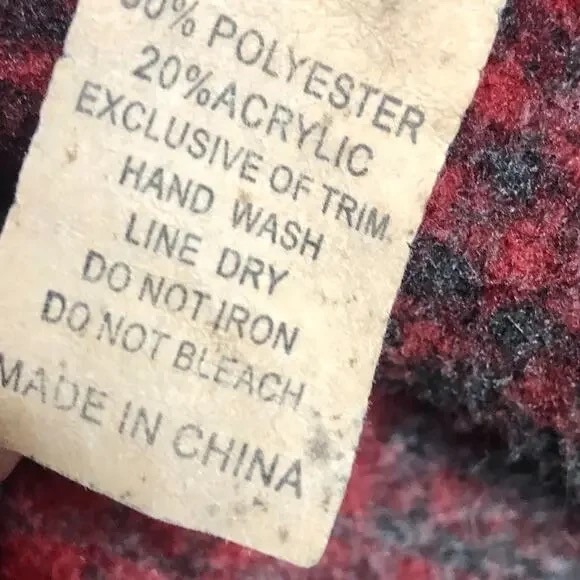 % POLYESTER
20%ACRYLIC
EXCLUSIVE OF TRIM
HAND WASH
LINE DRY
DO NOT IRON
DO NOT BLEACH
MADE IN CHINA